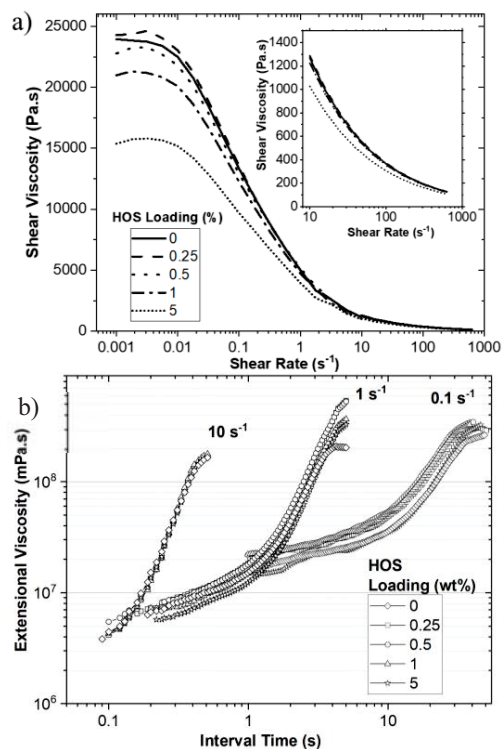 a)
25000
20000
15000
10000
5000
0
Shear Viscosity (Pa.s)
HOS Loading (%)
0
0.25
0.5
1
5
0.001 0.01 0.1 1 10 100 1000
Shear Rate (s⁻¹)
1400
1200
1000
800
600
400
200
0
Shear Viscosity (Pa.s)
10 100 1000
Shear Rate (s⁻¹)
b)
10 s⁻¹
1 s⁻¹
0.1 s⁻¹
10⁸
10⁷
10⁶
Extensional Viscosity (mPa.s)
HOS
Loading (wt%)
0
0.25
0.5
1
5
0.1 1 10
Interval Time (s)